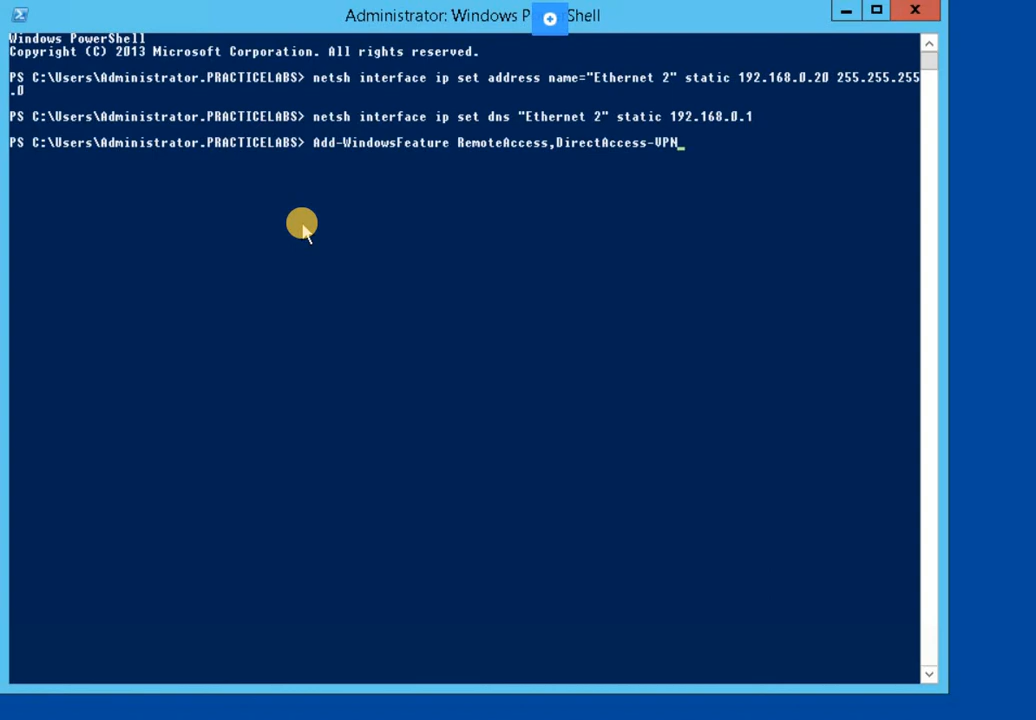 Administrator: Windows PowerShell
Windows PowerShell
Copyright (C) 2013 Microsoft Corporation. All rights reserved.
PS C:\Users\Administrator.PRACTICELABS> netsh interface ip set address name="Ethernet 2" static 192.168.0.20 255.255.255
.0
PS C:\Users\Administrator.PRACTICELABS> netsh interface ip set dns "Ethernet 2" static 192.168.0.1
PS C:\Users\Administrator.PRACTICELABS> Add-WindowsFeature RemoteAccess,DirectAccess-VPN_